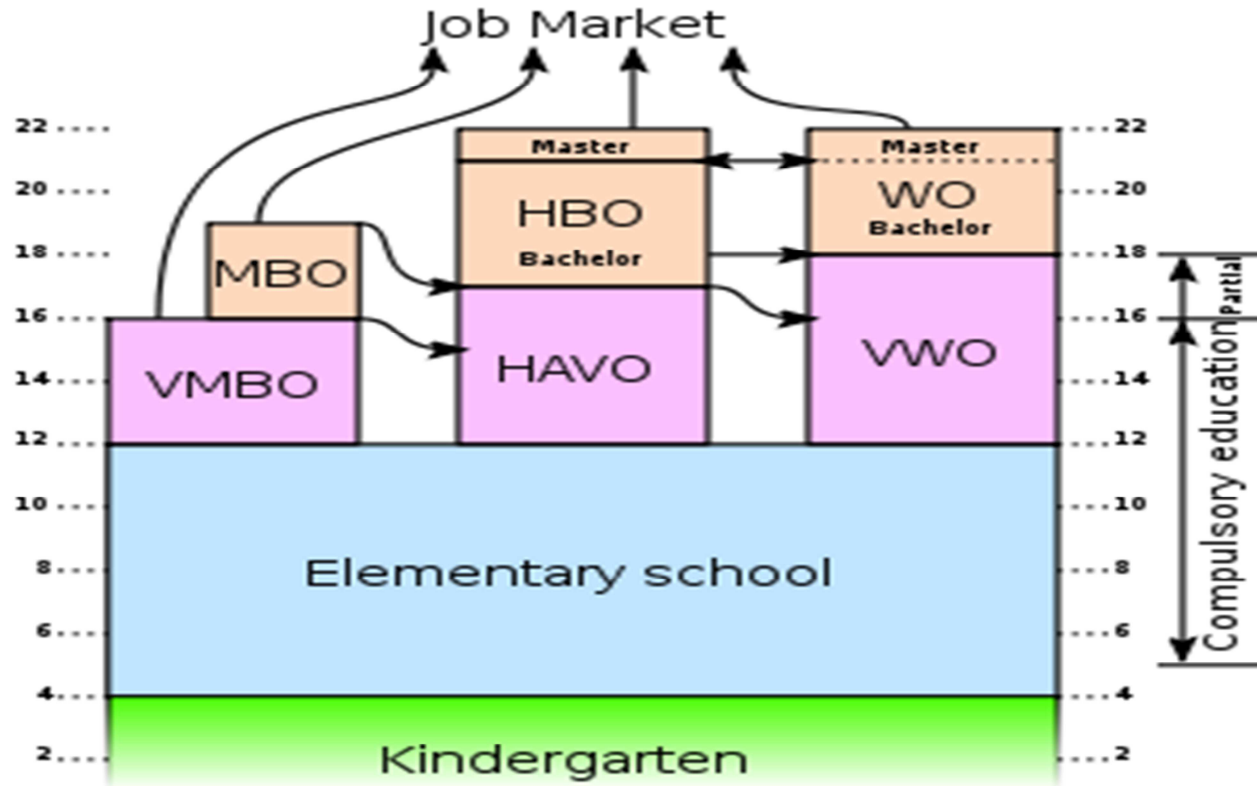 Job Market
22 Master Master 22
20 HBO WO 20
Bachelor
18 MBO Bachelor 18
Partial
16 16
VMBO HAVO VWO
14 14
12 12
Compulsory education
10 10
8 Elementary school 8
6 6
4 4
2 Kindergarten 2